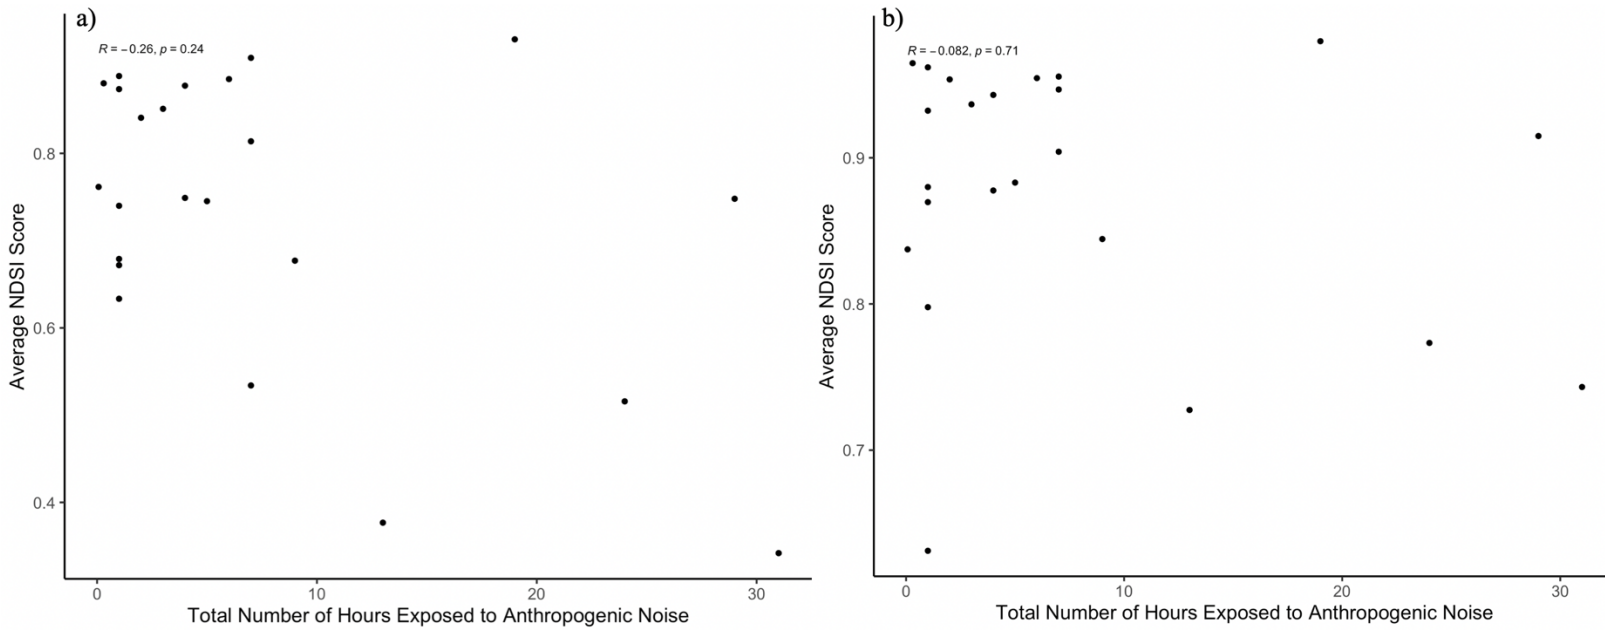 a)
R = −0.26, p = 0.24
0.8
0.6
0.4
Average NDSI Score
0 10 20 30
Total Number of Hours Exposed to Anthropogenic Noise
b)
R = −0.082, p = 0.71
0.9
0.8
0.7
Average NDSI Score
0 10 20 30
Total Number of Hours Exposed to Anthropogenic Noise